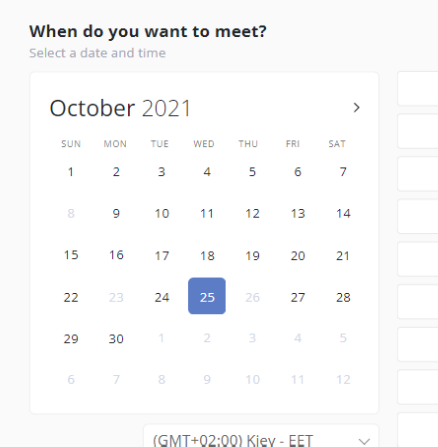 When do you want to meet?
Select a date and time
October 2021
SUN MON TUE WED THU FRI SAT
1 2 3 4 5 6 7
8 9 10 11 12 13 14
15 16 17 18 19 20 21
22 23 24 25 26 27 28
29 30 1 2 3 4 5
6 7 8 9 10 11 12
(GMT+02:00) Kiev - EET